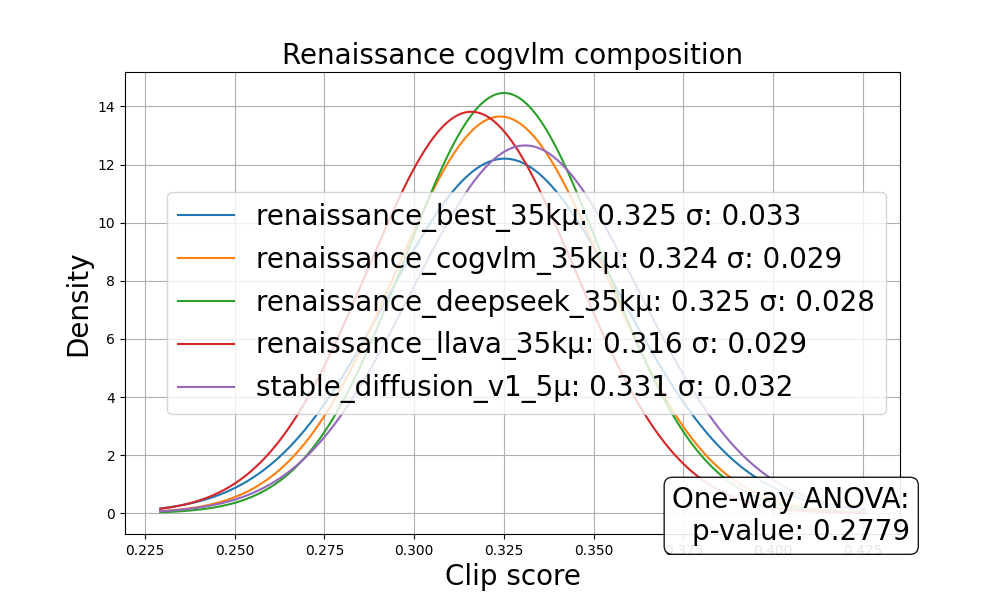 Renaissance cogvlm composition
Density
14
12
10
8
6
4
2
0
renaissance_best_35kμ: 0.325 σ: 0.033
renaissance_cogvlm_35kμ: 0.324 σ: 0.029
renaissance_deepseek_35kμ: 0.325 σ: 0.028
renaissance_llava_35kμ: 0.316 σ: 0.029
stable_diffusion_v1_5μ: 0.331 σ: 0.032
One-way ANOVA:
p-value: 0.2779
0.225 0.250 0.275 0.300 0.325 0.350 0.375 0.400 0.425
Clip score